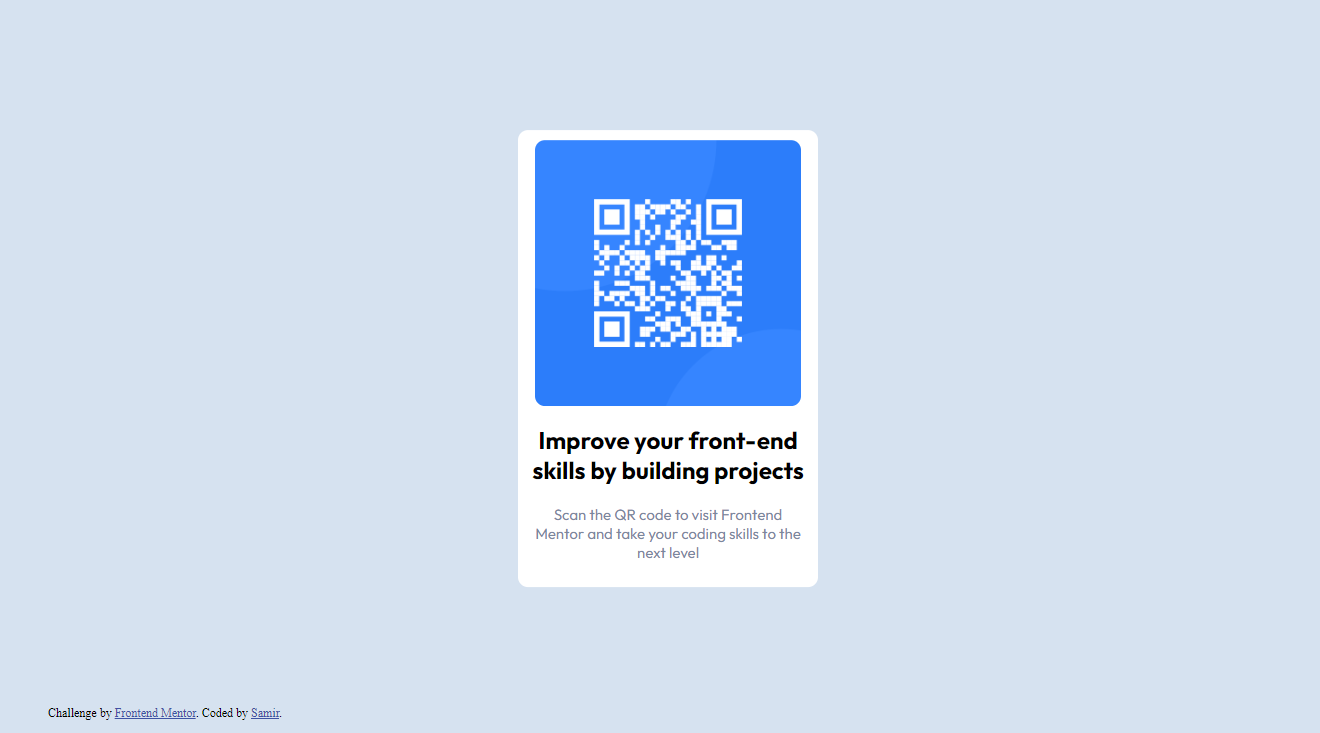 Improve your front-end
skills by building projects
Scan the QR code to visit Frontend
Mentor and take your coding skills to the
next level
Challenge by Frontend Mentor. Coded by Samir.